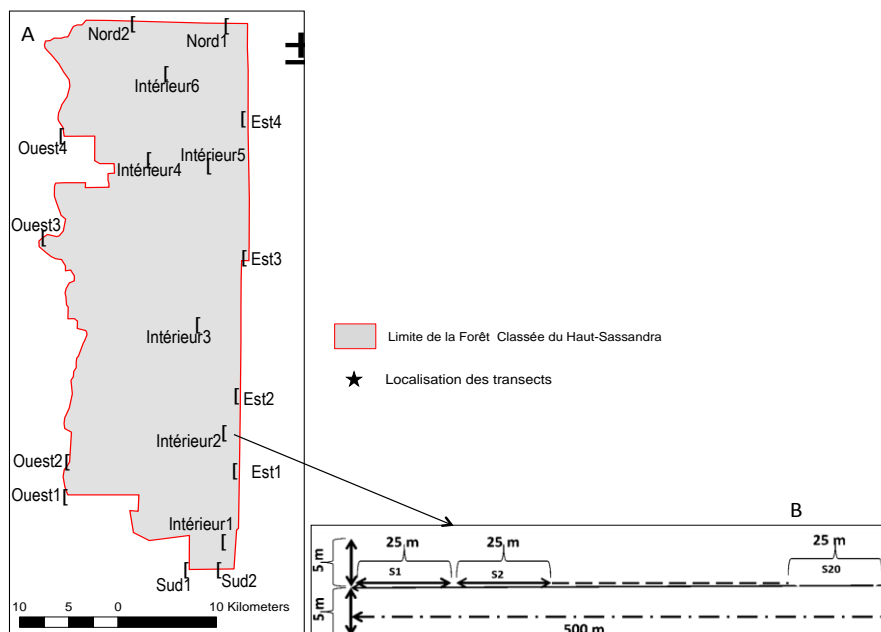 A
Nord2
Nord1
Intérieur6
Est4
Ouest4
Intérieur5
Intérieur4
Ouest3
Est3
Intérieur3
Est2
Intérieur2
Ouest2
Est1
Ouest1
Intérieur1
Sud1
Sud2
10 5 0 10 Kilometers
Limite de la Forêt Classée du Haut-Sassandra
Localisation des transects
B
25 m 25 m 25 m
5 m
S1 S2 S20
5 m
500 m